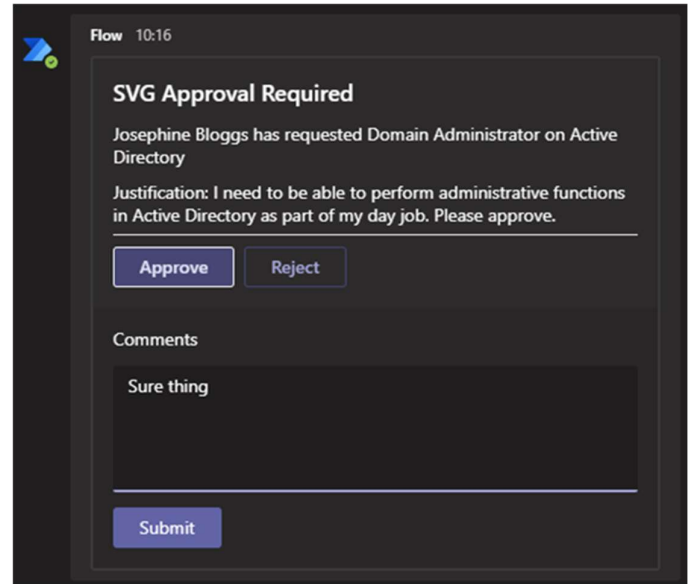 Flow 10:16
SVG Approval Required
Josephine Bloggs has requested Domain Administrator on Active
Directory
Justification: I need to be able to perform administrative functions
in Active Directory as part of my day job. Please approve.
Approve Reject
Comments
Sure thing
Submit